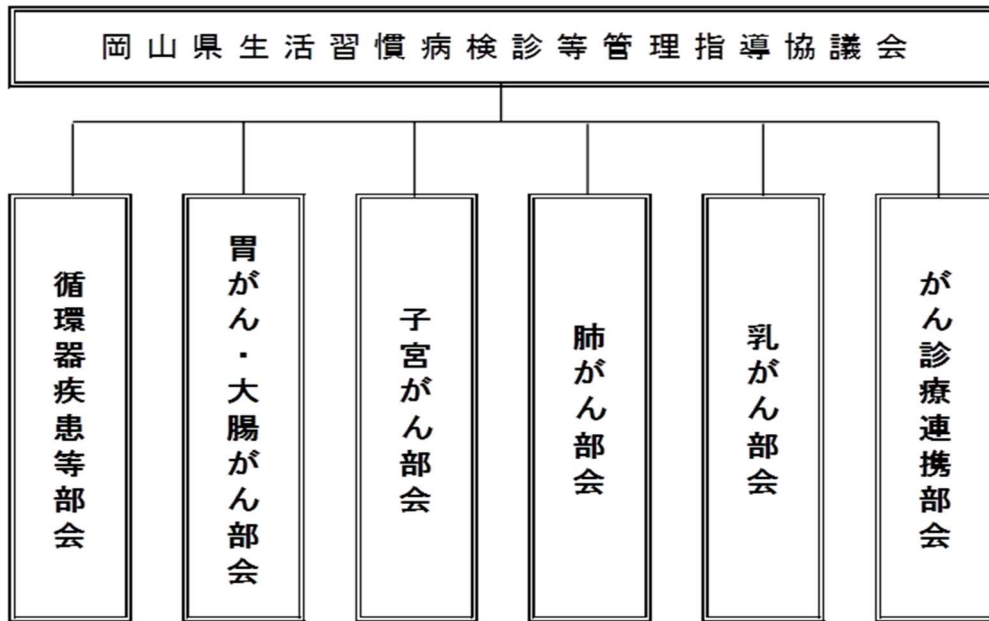 岡山県生活習慣病検診等管理指導協議会
循環器疾患等部会
胃がん・大腸がん部会
子宮がん部会
肺がん部会
乳がん部会
がん診療連携部会